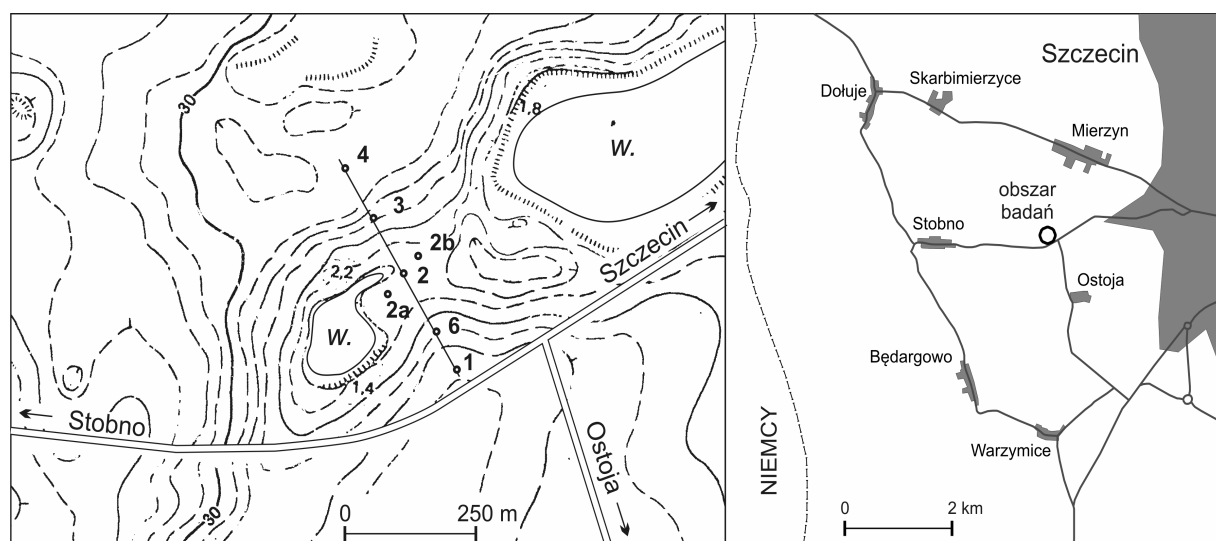 30
1,8
W.
4
3
2b
2,2
2
2a
Szczecin
W.
6
1
1,4
Stobno
Ostoja
30
0
250 m
Szczecin
Skarbimierzyce
Dołuje
Mierzyn
obszar
badań
Stobno
Ostoja
Będargowo
Warzymice
NIEMCY
0
2 km